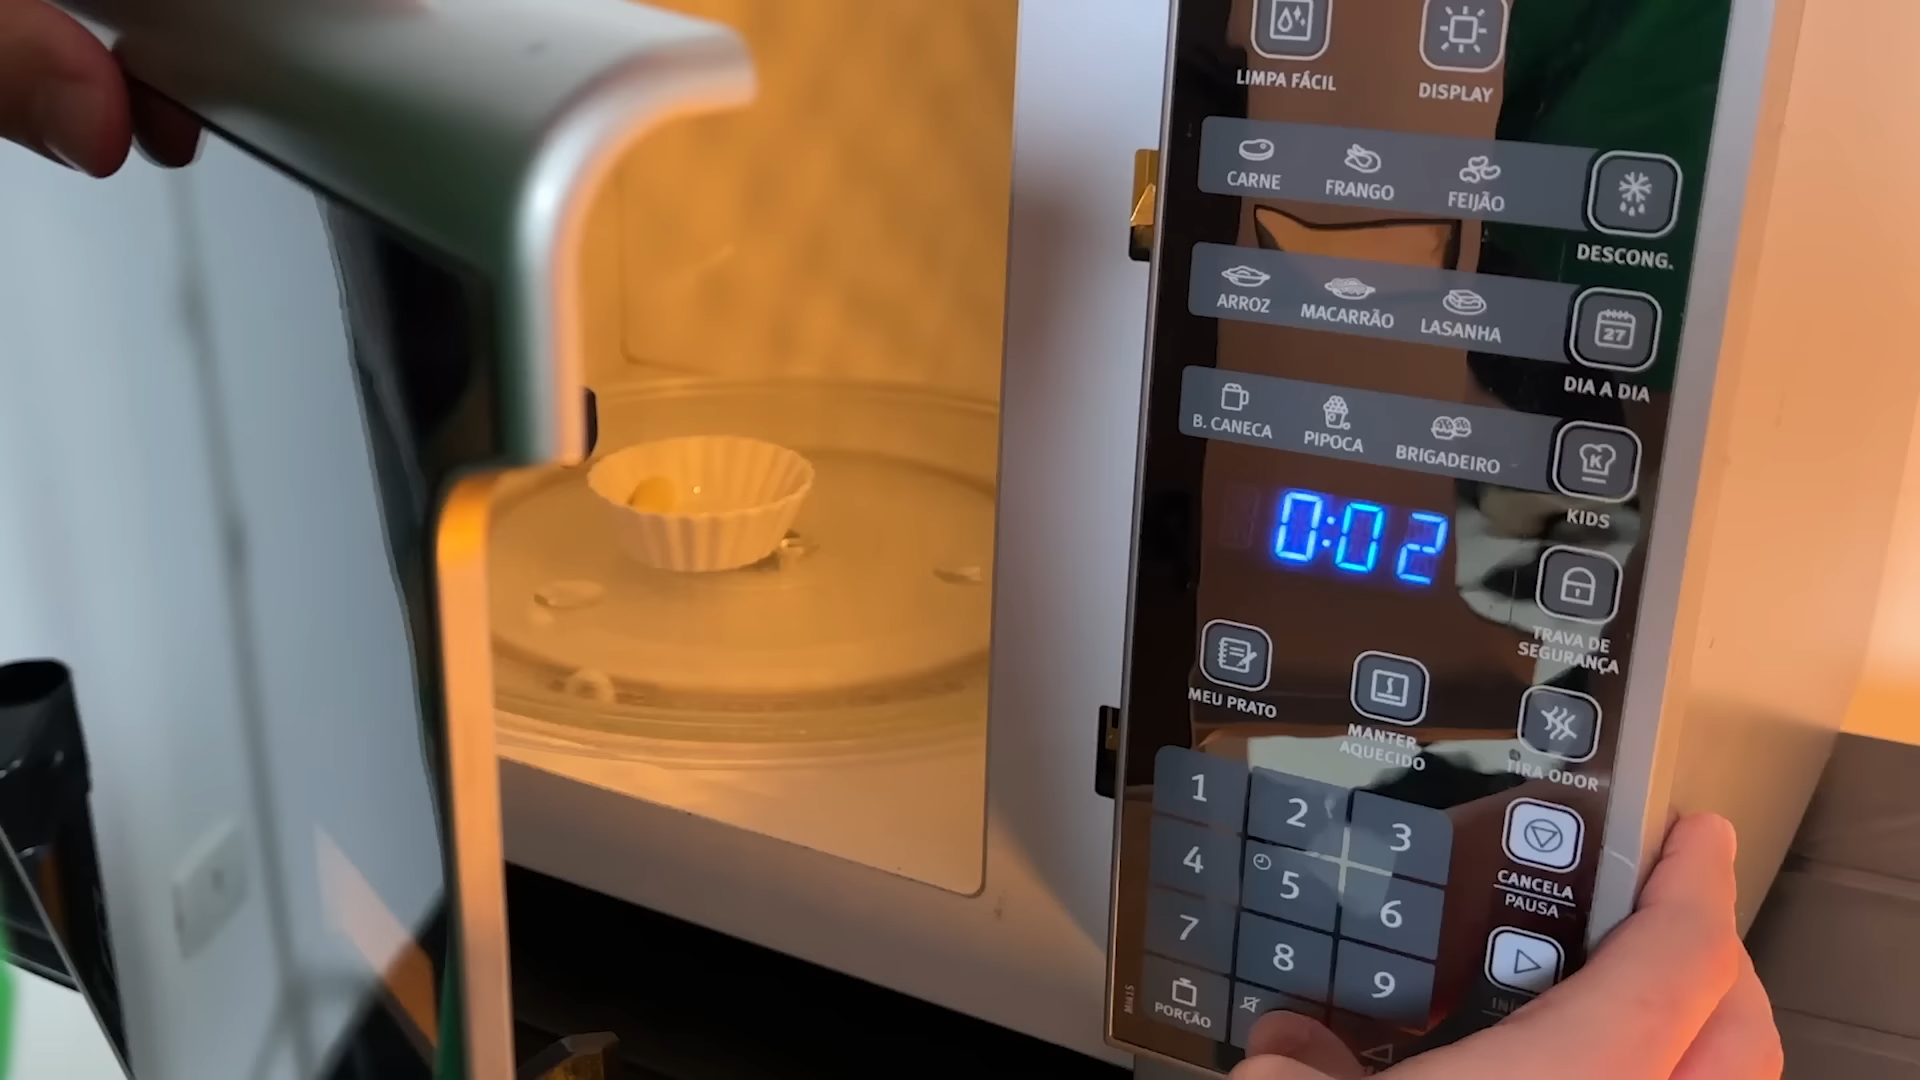 LIMPA FÁCIL
DISPLAY
CARNE
FRANGO
FEIJÃO
DESCONG.
ARROZ
MACARRÃO
LASANHA
27
DIA A DIA
B. CANECA
PIPOCA
BRIGADEIRO
K
KIDS
0:02
TRAVA DE
SEGURANÇA
MEU PRATO
MANTER
AQUECIDO
TIRA ODOR
1
2
3
4
5
6
7
8
9
CANCELA
PAUSA
PORÇÃO